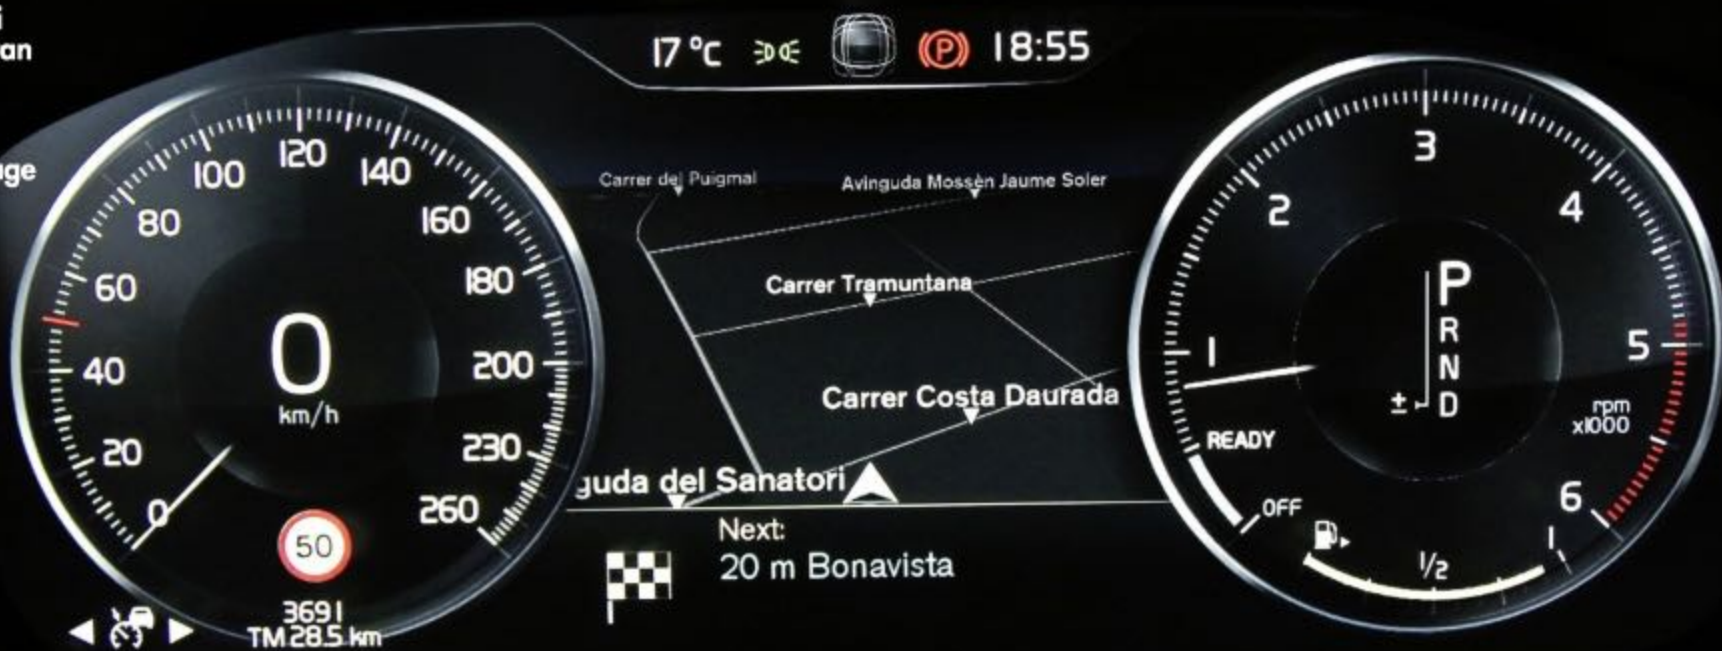 17 °C
18:55
0
20
40
60
80
100
120
140
160
180
200
230
260
0
km/h
50
3691
TM 28.5 km
Carrer del Puigmal
Avinguda Mossèn Jaume Soler
Carrer Tramuntana
Carrer Costa Daurada
guda del Sanatori
Next:
20 m Bonavista
OFF
READY
1
2
3
4
5
6
P
R
N
± D
rpm
x1000
1/2
1